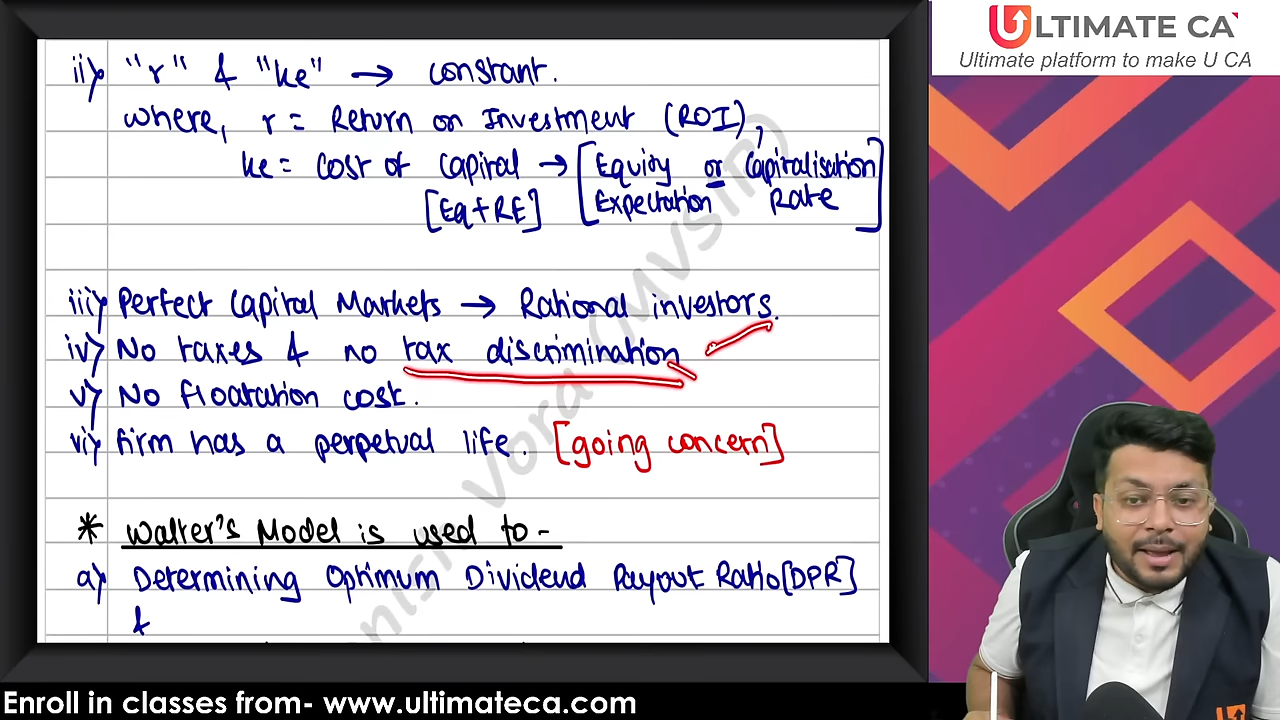 ULTIMATE CA
Ultimate platform to make U CA
ii) "r" & "ke" → constant.
where, r = Return on Investment (ROI),
ke = cost of capital → [Equity or Capitalisation
[Eq+RE] Expectation Rate]
iii) Perfect Capital Markets → Rational investors.
iv) No taxes & no tax discrimination
v) No floatation cost.
vi) Firm has a perpetual life. [going concern]
* Walter's Model is used to -
a) Determining Optimum Dividend Payout Ratio [DPR]
&
Vora (MVSIR)
Enroll in classes from- www.ultimateca.com